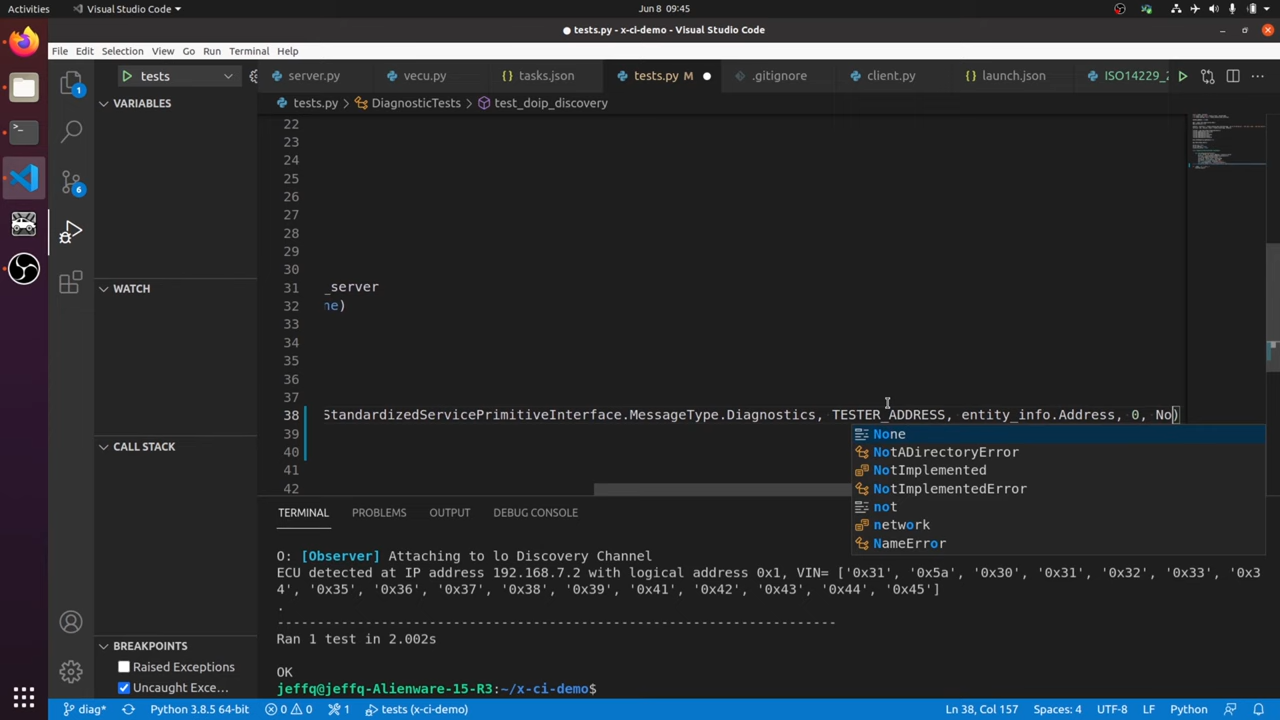 Activities
Visual Studio Code
Jun 8 09:45
tests.py - x-ci-demo - Visual Studio Code
File Edit Selection View Go Run Terminal Help
tests
server.py
vecu.py
tasks.json
tests.py M
.gitignore
client.py
launch.json
ISO14229_2
VARIABLES
tests.py
DiagnosticTests
test_doip_discovery
22
23
24
25
26
27
28
29
30
31 _server
32 ne)
33
34
35
36
37
38 StandardizedServicePrimitiveInterface.MessageType.Diagnostics, TESTER_ADDRESS, entity_info.Address, 0, No)
39
40
41
42
None
NotADirectoryError
NotImplemented
NotImplementedError
not
network
NameError
1
6
WATCH
CALL STACK
BREAKPOINTS
Raised Exceptions
Uncaught Exce...
TERMINAL
PROBLEMS
OUTPUT
DEBUG CONSOLE
O: [Observer] Attaching to lo Discovery Channel
ECU detected at IP address 192.168.7.2 with logical address 0x1, VIN= ['0x31', '0x5a', '0x30', '0x31', '0x32', '0x33', '0x3
4', '0x35', '0x36', '0x37', '0x38', '0x39', '0x41', '0x42', '0x43', '0x44', '0x45']
.
----------------------------------------------------------------------
Ran 1 test in 2.002s
OK
jeffq@jeffq-Alienware-15-R3:~/x-ci-demo$
diag*
Python 3.8.5 64-bit
0
0
1
tests (x-ci-demo)
Ln 38, Col 157
Spaces: 4
UTF-8
LF
Python